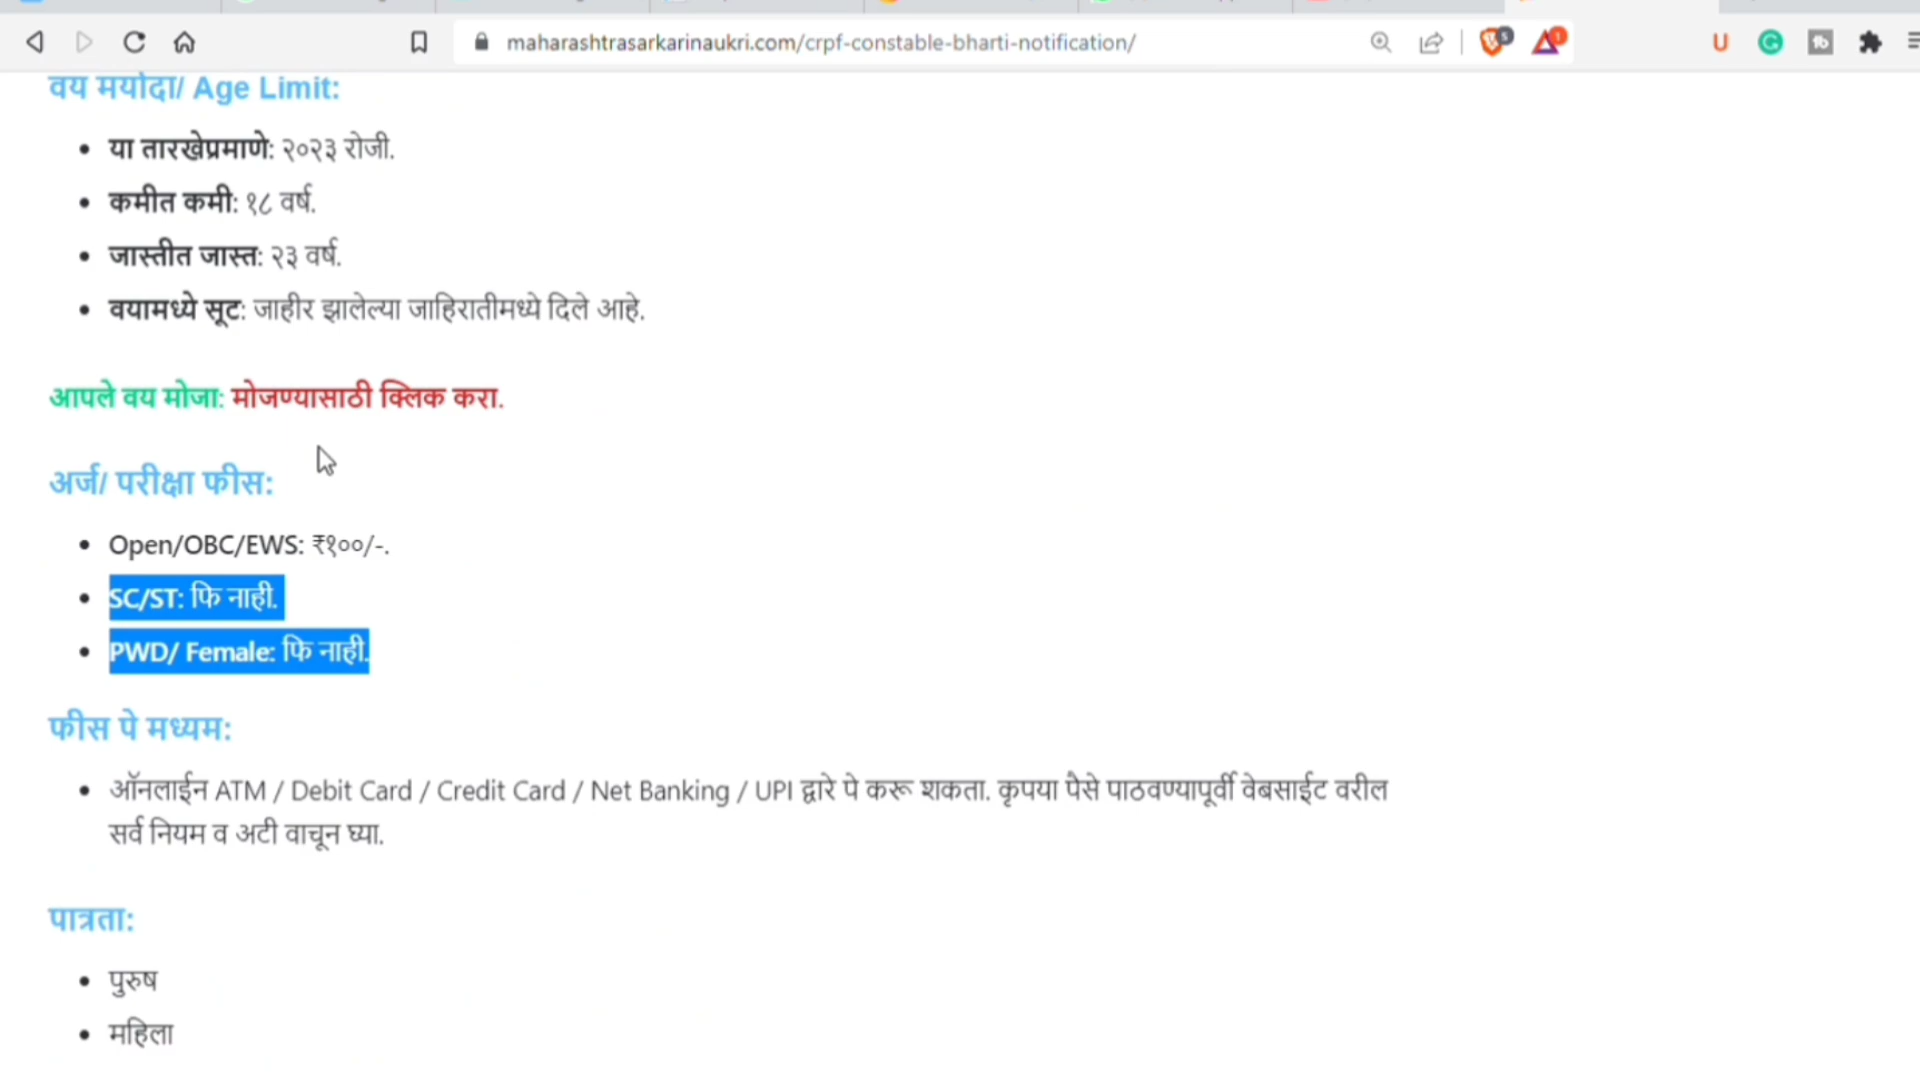 maharashtrasarkarinaukri.com/crpf-constable-bharti-notification/
वय मर्यादा/ Age Limit:
या तारखेप्रमाणे: २०२३ रोजी.
कमीत कमी: १८ वर्ष.
जास्तीत जास्त: २३ वर्ष.
वयामध्ये सूट: जाहीर झालेल्या जाहिरातीमध्ये दिले आहे.
आपले वय मोजा: मोजण्यासाठी क्लिक करा.
अर्ज/ परीक्षा फीस:
Open/OBC/EWS: ₹१००/-.
SC/ST: फि नाही.
PWD/ Female: फि नाही.
फीस पे मध्यम:
ऑनलाईन ATM / Debit Card / Credit Card / Net Banking / UPI द्वारे पे करू शकता. कृपया पैसे पाठवण्यापूर्वी वेबसाईट वरील
सर्व नियम व अटी वाचून घ्या.
पात्रता:
पुरुष
महिला